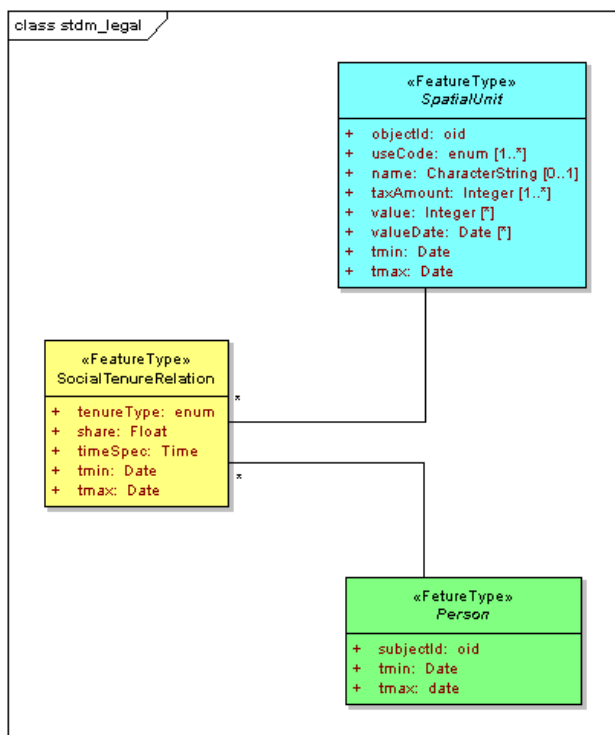 class stdm_legal
«FeatureType»
SpatialUnit
+ objectId: oid
+ useCode: enum [1..*]
+ name: CharacterString [0..1]
+ taxAmount: Integer [1..*]
+ value: Integer [*]
+ valueDate: Date [*]
+ tmin: Date
+ tmax: Date
«FeatureType»
SocialTenureRelation
+ tenureType: enum
+ share: Float
+ timeSpec: Time
+ tmin: Date
+ tmax: Date
*
*
«FetureType»
Person
+ subjectId: oid
+ tmin: Date
+ tmax: date